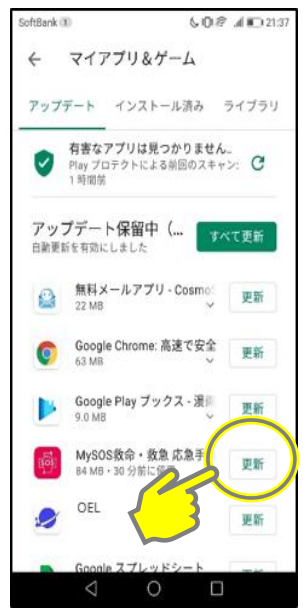 SoftBank ① 21:37
← マイアプリ&ゲーム
アップデート インストール済み ライブラリ
有害なアプリは見つかりません..
Play プロテクトによる前回のスキャン:
1 時間前
アップデート保留中（... すべて更新
自動更新を有効にしました
無料メールアプリ - Cosmo
22 MB
更新
Google Chrome: 高速で安全
63 MB
更新
Google Play ブックス - 漫
9.0 MB
更新
MySOS救命・救急 応急手
84 MB • 30 分前に
更新
OEL
更新
Google スプレッドシート